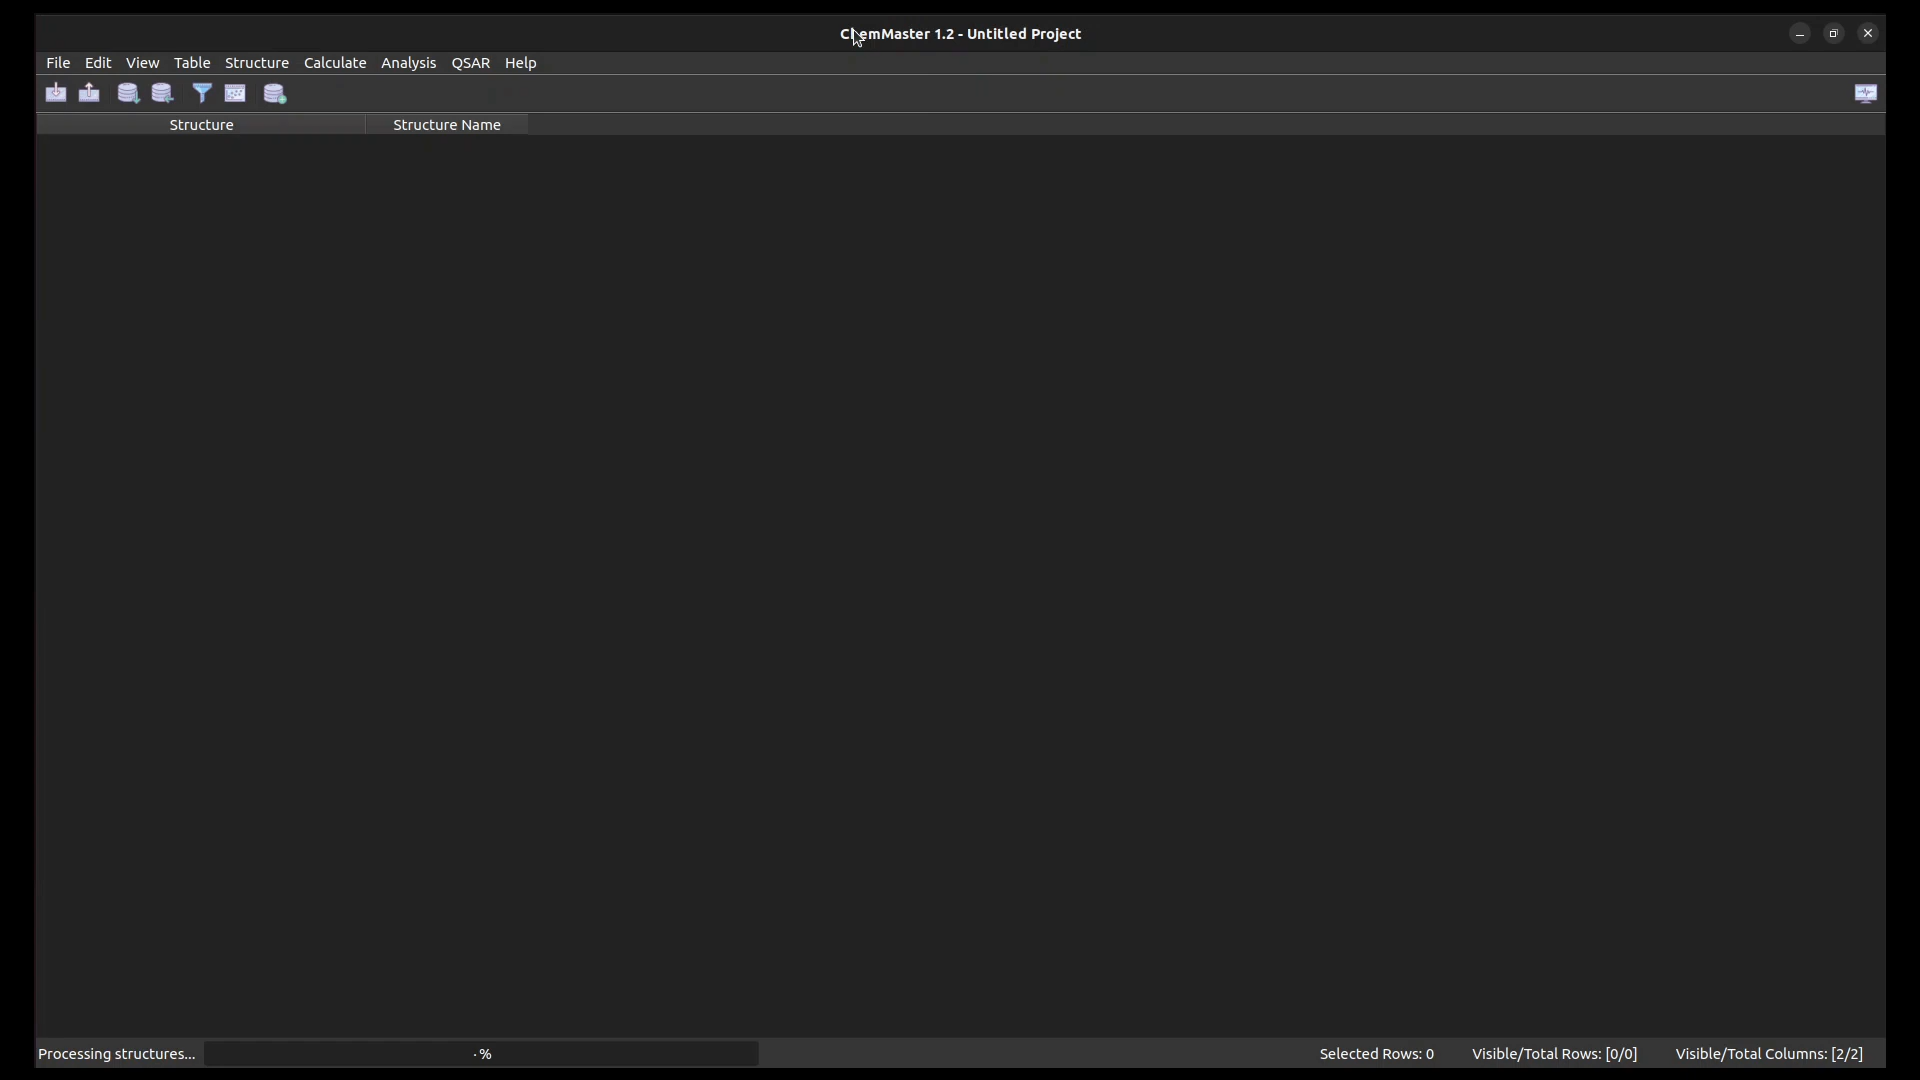 ChemMaster 1.2 - Untitled Project
File Edit View Table Structure Calculate Analysis QSAR Help
Structure Structure Name
Processing structures... · % Selected Rows: 0 Visible/Total Rows: [0/0] Visible/Total Columns: [2/2]